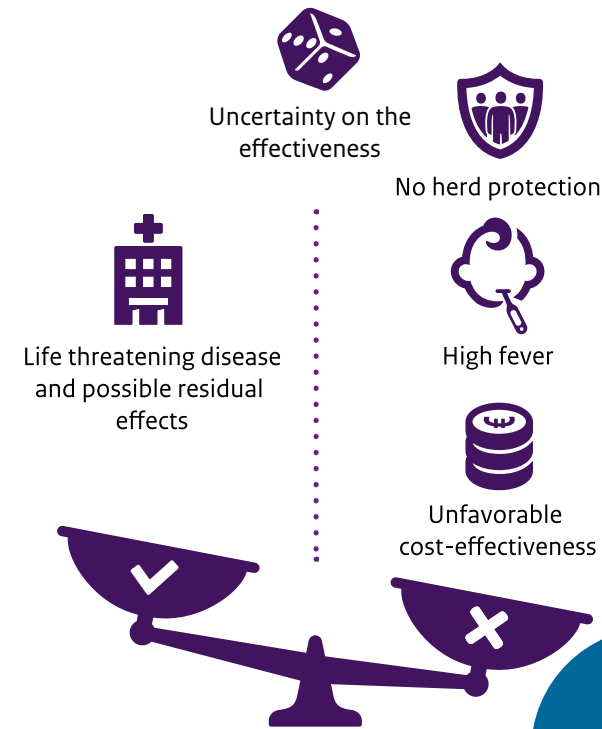 Uncertainty on the
effectiveness
No herd protection
Life threatening disease
and possible residual
effects
High fever
Unfavorable
cost-effectiveness